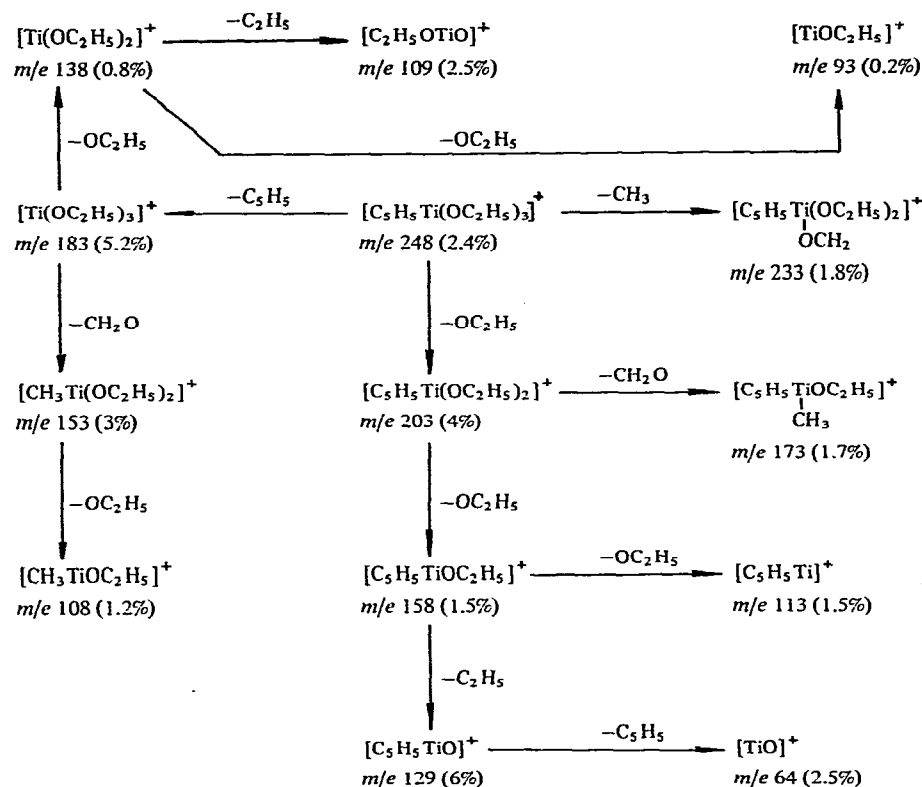 [Ti(OC₂H₅)₂]⁺
m/e 138 (0.8%)
−C₂H₅
[C₂H₅OTiO]⁺
m/e 109 (2.5%)
[TiOC₂H₅]⁺
m/e 93 (0.2%)
−OC₂H₅
−OC₂H₅
[Ti(OC₂H₅)₃]⁺
m/e 183 (5.2%)
−C₅H₅
[C₅H₅Ti(OC₂H₅)₃]⁺
m/e 248 (2.4%)
−CH₃
[C₅H₅Ti(OC₂H₅)₂]⁺
OCH₂
m/e 233 (1.8%)
−CH₂O
−OC₂H₅
[CH₃Ti(OC₂H₅)₂]⁺
m/e 153 (3%)
[C₅H₅Ti(OC₂H₅)₂]⁺
m/e 203 (4%)
−CH₂O
[C₅H₅TiOC₂H₅]⁺
CH₃
m/e 173 (1.7%)
−OC₂H₅
−OC₂H₅
[CH₃TiOC₂H₅]⁺
m/e 108 (1.2%)
[C₅H₅TiOC₂H₅]⁺
m/e 158 (1.5%)
−OC₂H₅
[C₅H₅Ti]⁺
m/e 113 (1.5%)
−C₂H₅
[C₅H₅TiO]⁺
m/e 129 (6%)
−C₅H₅
[TiO]⁺
m/e 64 (2.5%)